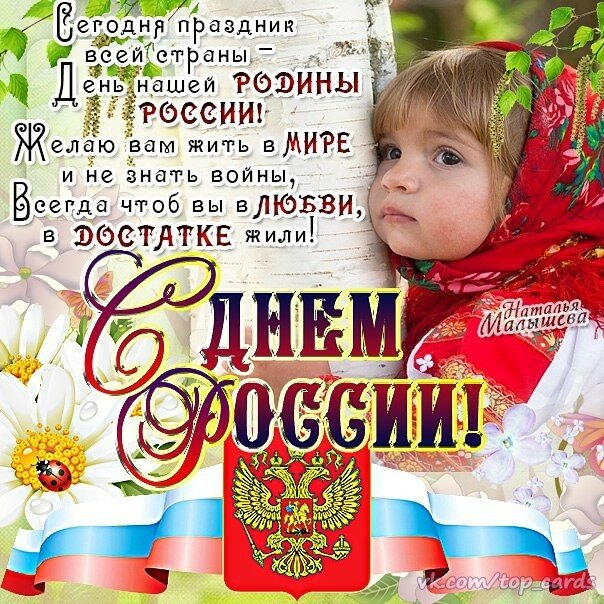 Сегодня праздник
всей страны –
День нашей РОДИНЫ
РОССИИ!
Желаю вам жить в МИРЕ
и не знать войны,
Всегда чтоб вы в ЛЮБВИ,
в ДОСТАТКЕ жили!
Наталья
Малышева
С ДНЕМ
РОССИИ!
vk.com/top_cards